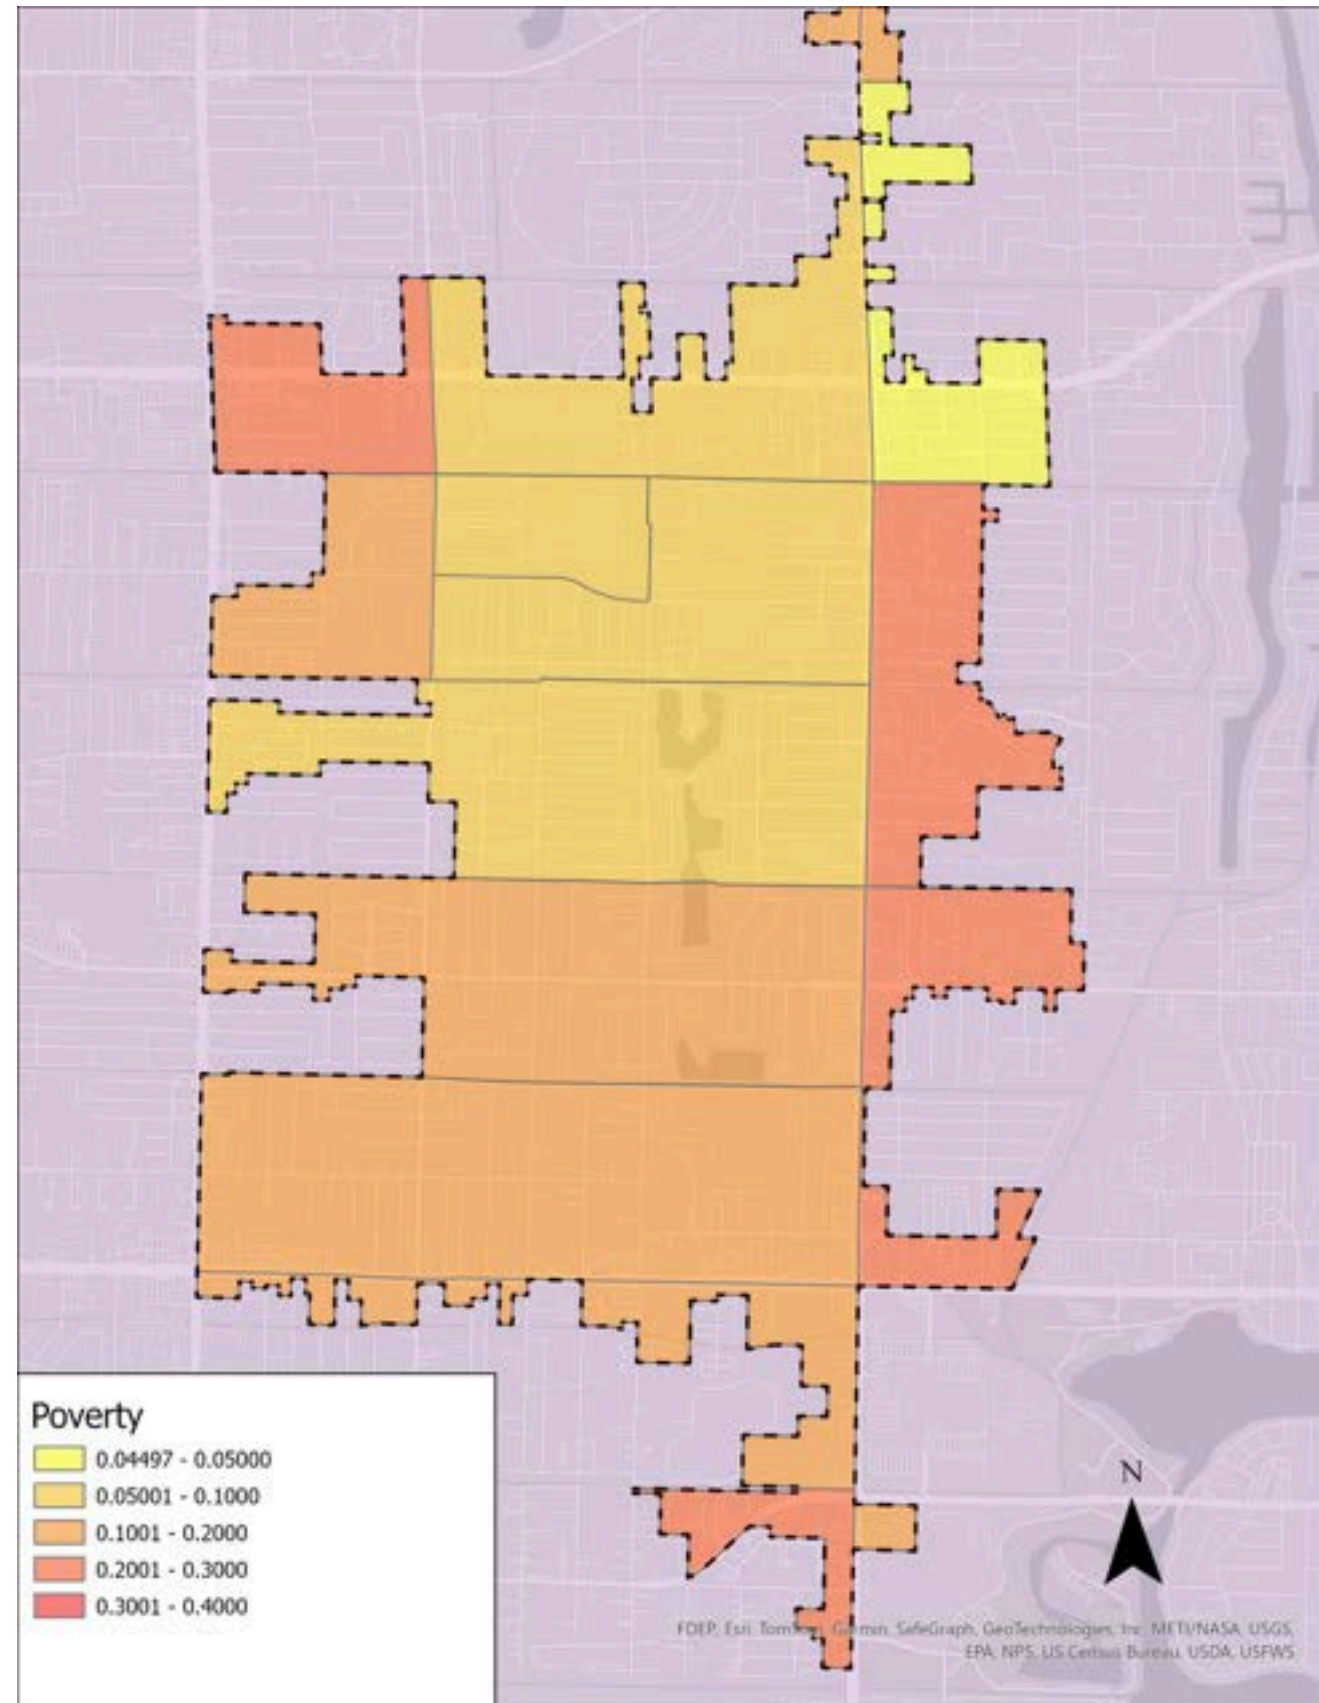 Poverty
0.04497 - 0.05000
0.05001 - 0.1000
0.1001 - 0.2000
0.2001 - 0.3000
0.3001 - 0.4000
N
FDEP, Esri, TomTom, Garmin, SafeGraph, GeoTechnologies, Inc, METI/NASA, USGS,
EPA, NPS, US Census Bureau, USDA, USFWS